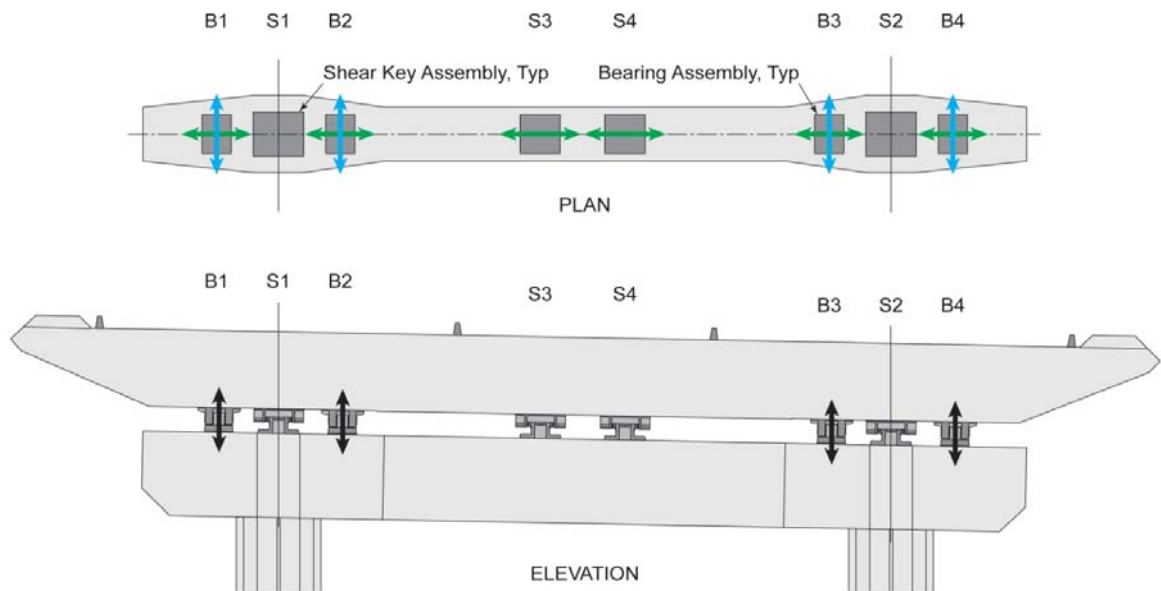 B1 S1 B2 S3 S4 B3 S2 B4
Shear Key Assembly, Typ Bearing Assembly, Typ
PLAN
B1 S1 B2 S3 S4 B3 S2 B4
ELEVATION